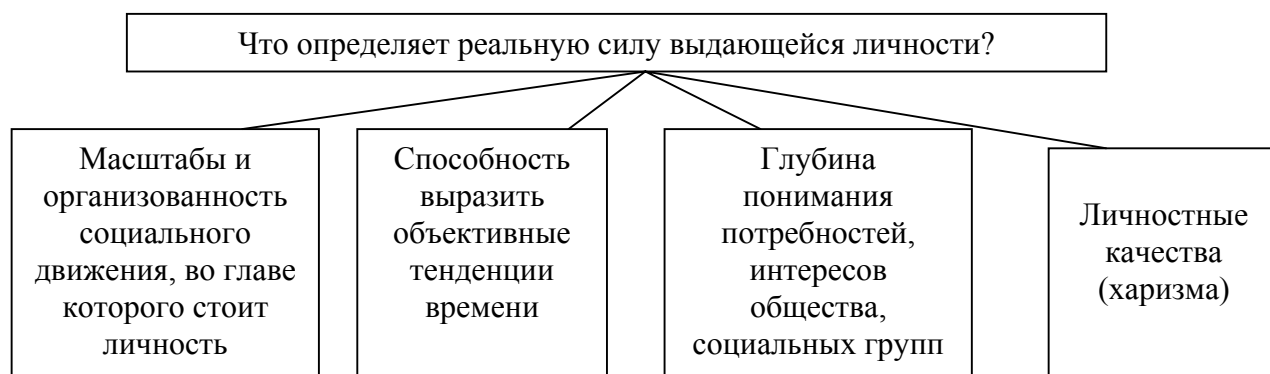 Что определяет реальную силу выдающейся личности?
Масштабы и
организованность
социального
движения, во главе
которого стоит
личность
Способность
выразить
объективные
тенденции
времени
Глубина
понимания
потребностей,
интересов
общества,
социальных групп
Личностные
качества
(харизма)